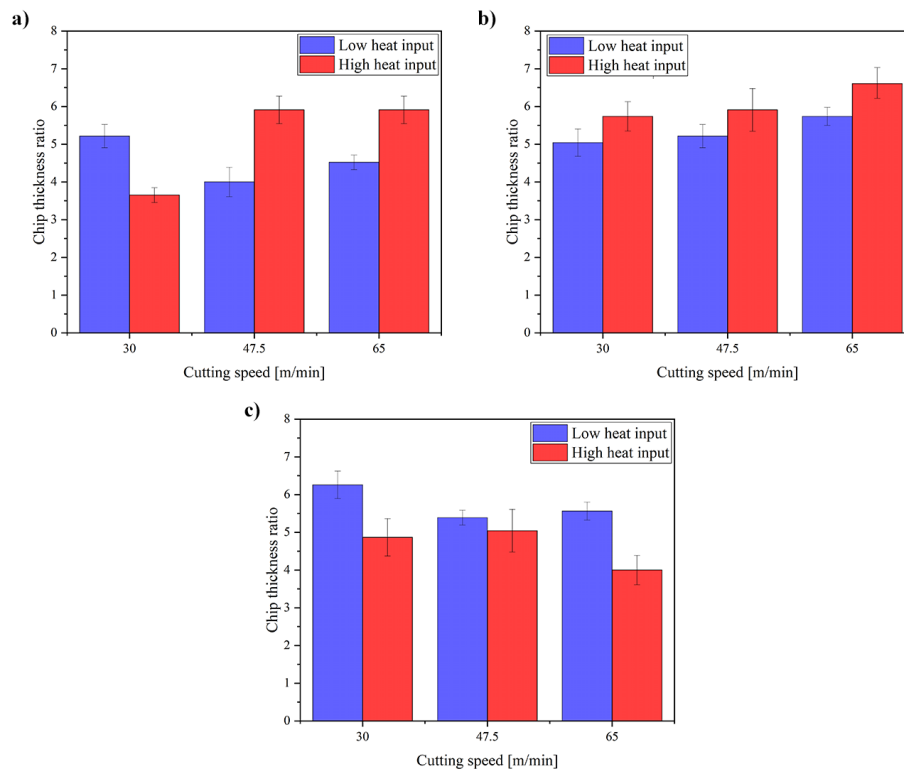 a)
8
7
6
5
4
3
2
1
0
Chip thickness ratio
Low heat input
High heat input
30
47.5
65
Cutting speed [m/min]
b)
8
7
6
5
4
3
2
1
0
Chip thickness ratio
Low heat input
High heat input
30
47.5
65
Cutting speed [m/min]
c)
8
7
6
5
4
3
2
1
0
Chip thickness ratio
Low heat input
High heat input
30
47.5
65
Cutting speed [m/min]